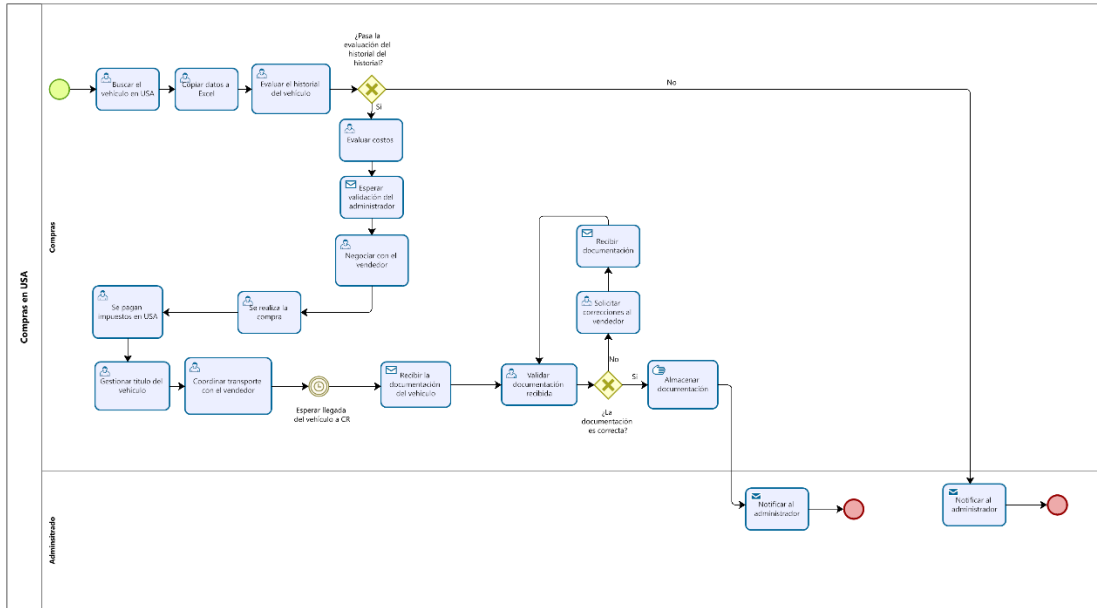 Compras en USA
Compras
Buscar el
vehículo en USA
Copiar datos a
Excel
Evaluar el historial
del vehículo
¿Pasa la
evaluación del
historial del
historial?
No
Si
Evaluar costos
Esperar
validación del
administrador
Negociar con el
vendedor
Se realiza la
compra
Se pagan
impuestos en USA
Gestionar titulo del
vehículo
Coordinar transporte
con el vendedor
Esperar llegada
del vehículo a CR
Recibir la
documentación
del vehículo
Validar
documentación
recibida
¿La
documentación
es correcta?
No
Solicitar
correcciones al
vendedor
Recibir
documentación
Si
Almacenar
documentación
Adminsitrado
Notificar al
administrador
Notificar al
administrador